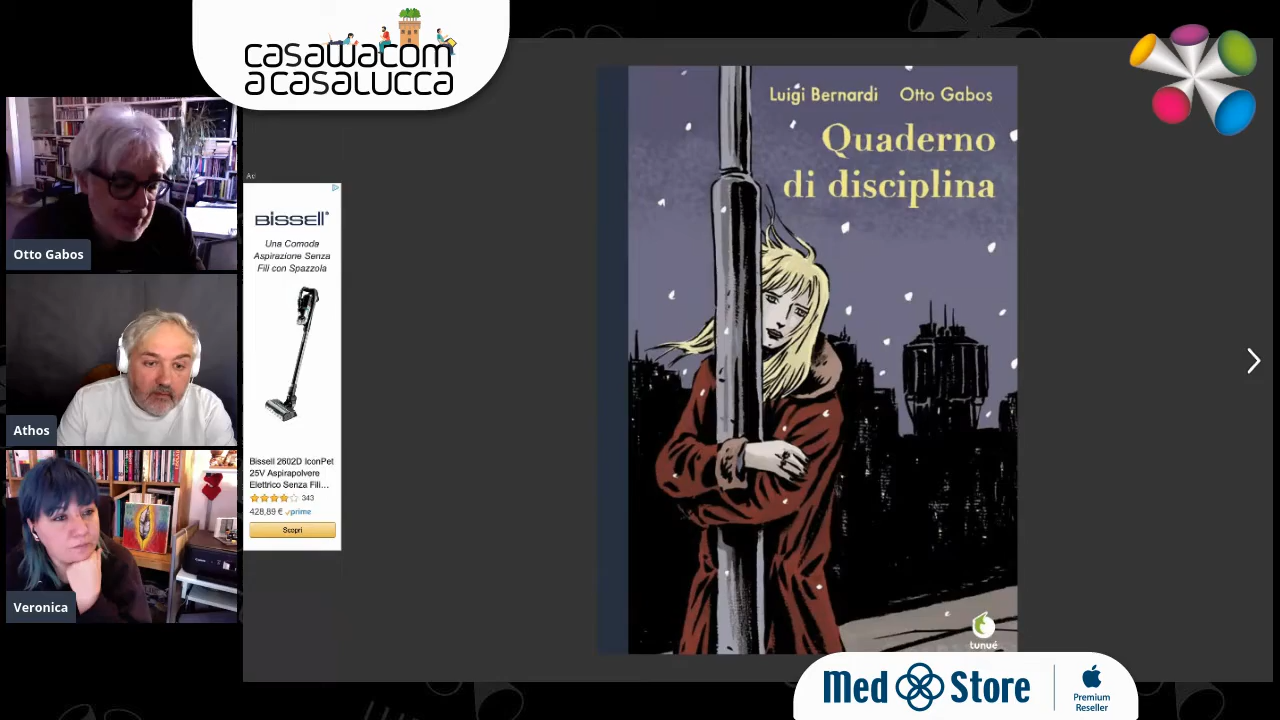 casawacom
a casalucca
Otto Gabos
Athos
Veronica
Ad
BISSELL®
Una Comoda
Aspirazione Senza
Fili con Spazzola
Bissell 2602D IconPet
25V Aspirapolvere
Elettrico Senza Fili...
343
428,89 € prime
Scopri
Luigi Bernardi Otto Gabos
Quaderno
di disciplina
tunué
Med Store
Premium
Reseller